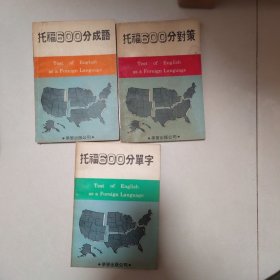 托福600分成語
Test of English
as a Foreign Language
托福600分對策
Test of English
as a Foreign Language
托福600分單字
Test of English
as a Foreign Language